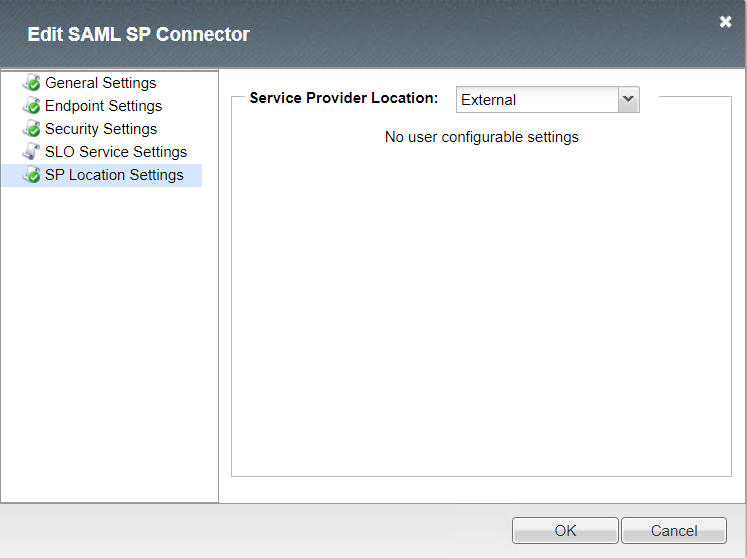 Edit SAML SP Connector
General Settings
Endpoint Settings
Security Settings
SLO Service Settings
SP Location Settings
Service Provider Location: External
No user configurable settings
OK Cancel